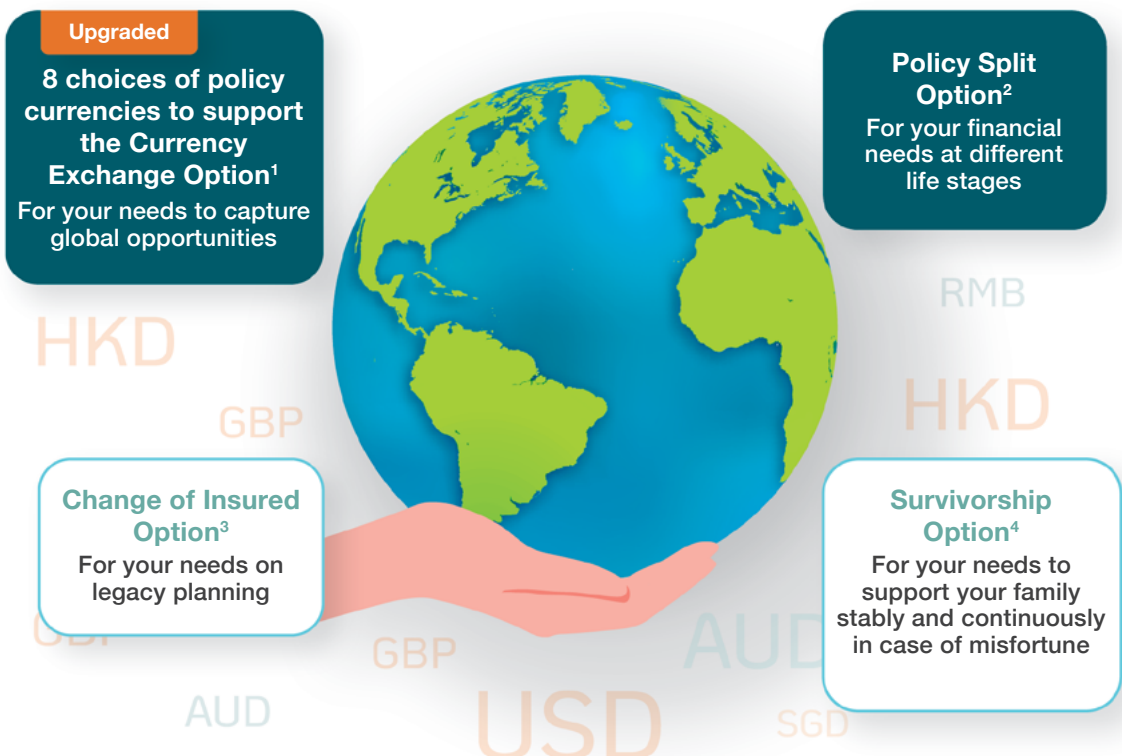 Upgraded
8 choices of policy
currencies to support
the Currency
Exchange Option¹
For your needs to capture
global opportunities
Policy Split
Option²
For your financial
needs at different
life stages
RMB
HKD
HKD
GBP
Change of Insured
Option³
For your needs on
legacy planning
Survivorship
Option⁴
For your needs to
support your family
stably and continuously
in case of misfortune
GBP
GBP
AUD
AUD
USD
SGD